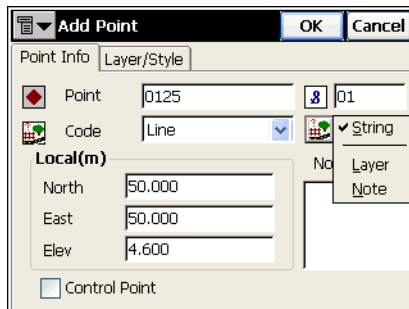 Add Point OK Cancel
Point Info Layer/Style
Point 0125 01
Code Line
String
Local(m)
Layer
North 50.000
Note
East 50.000
Elev 4.600
Control Point